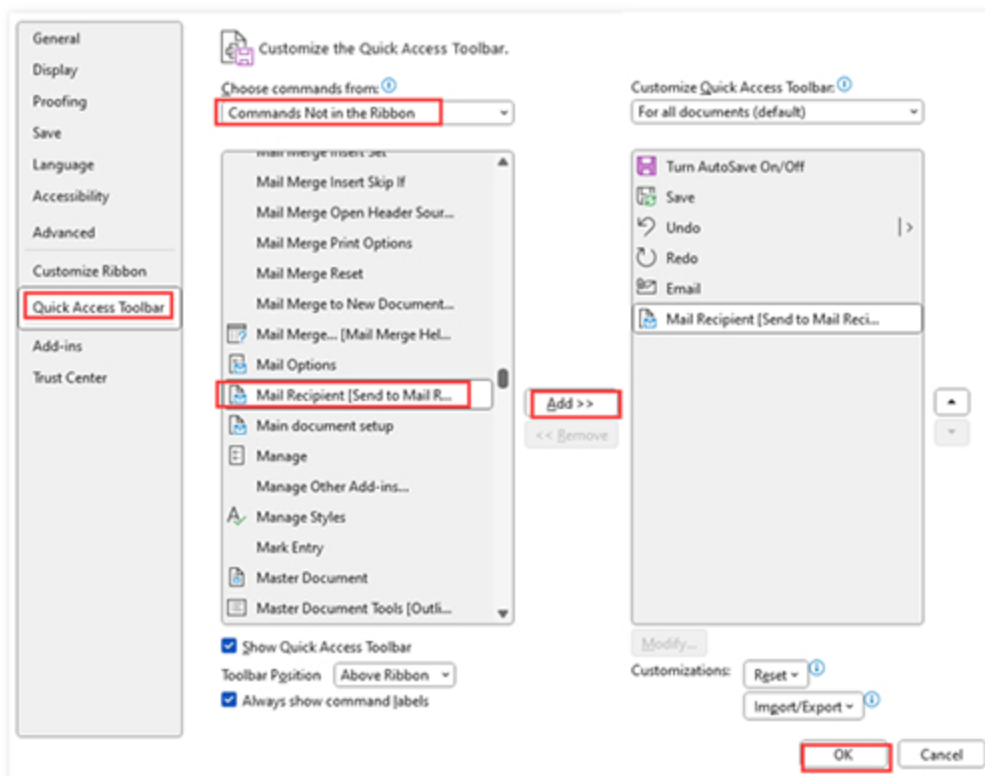 General
Display
Proofing
Save
Language
Accessibility
Advanced
Customize Ribbon
Quick Access Toolbar
Add-ins
Trust Center
Customize the Quick Access Toolbar.
Choose commands from:
Commands Not in the Ribbon
Mail Merge Insert Set
Mail Merge Insert Skip If
Mail Merge Open Header Sour...
Mail Merge Print Options
Mail Merge Reset
Mail Merge to New Document...
Mail Merge... [Mail Merge Hel...
Mail Options
Mail Recipient [Send to Mail R...
Main document setup
Manage
Manage Other Add-ins...
Manage Styles
Mark Entry
Master Document
Master Document Tools [Outli...
Show Quick Access Toolbar
Toolbar Position Above Ribbon
Always show command labels
Add >>
<< Remove
Customize Quick Access Toolbar:
For all documents (default)
Turn AutoSave On/Off
Save
Undo
Redo
Email
Mail Recipient [Send to Mail Reci...
Modify...
Customizations: Reset
Import/Export
OK Cancel